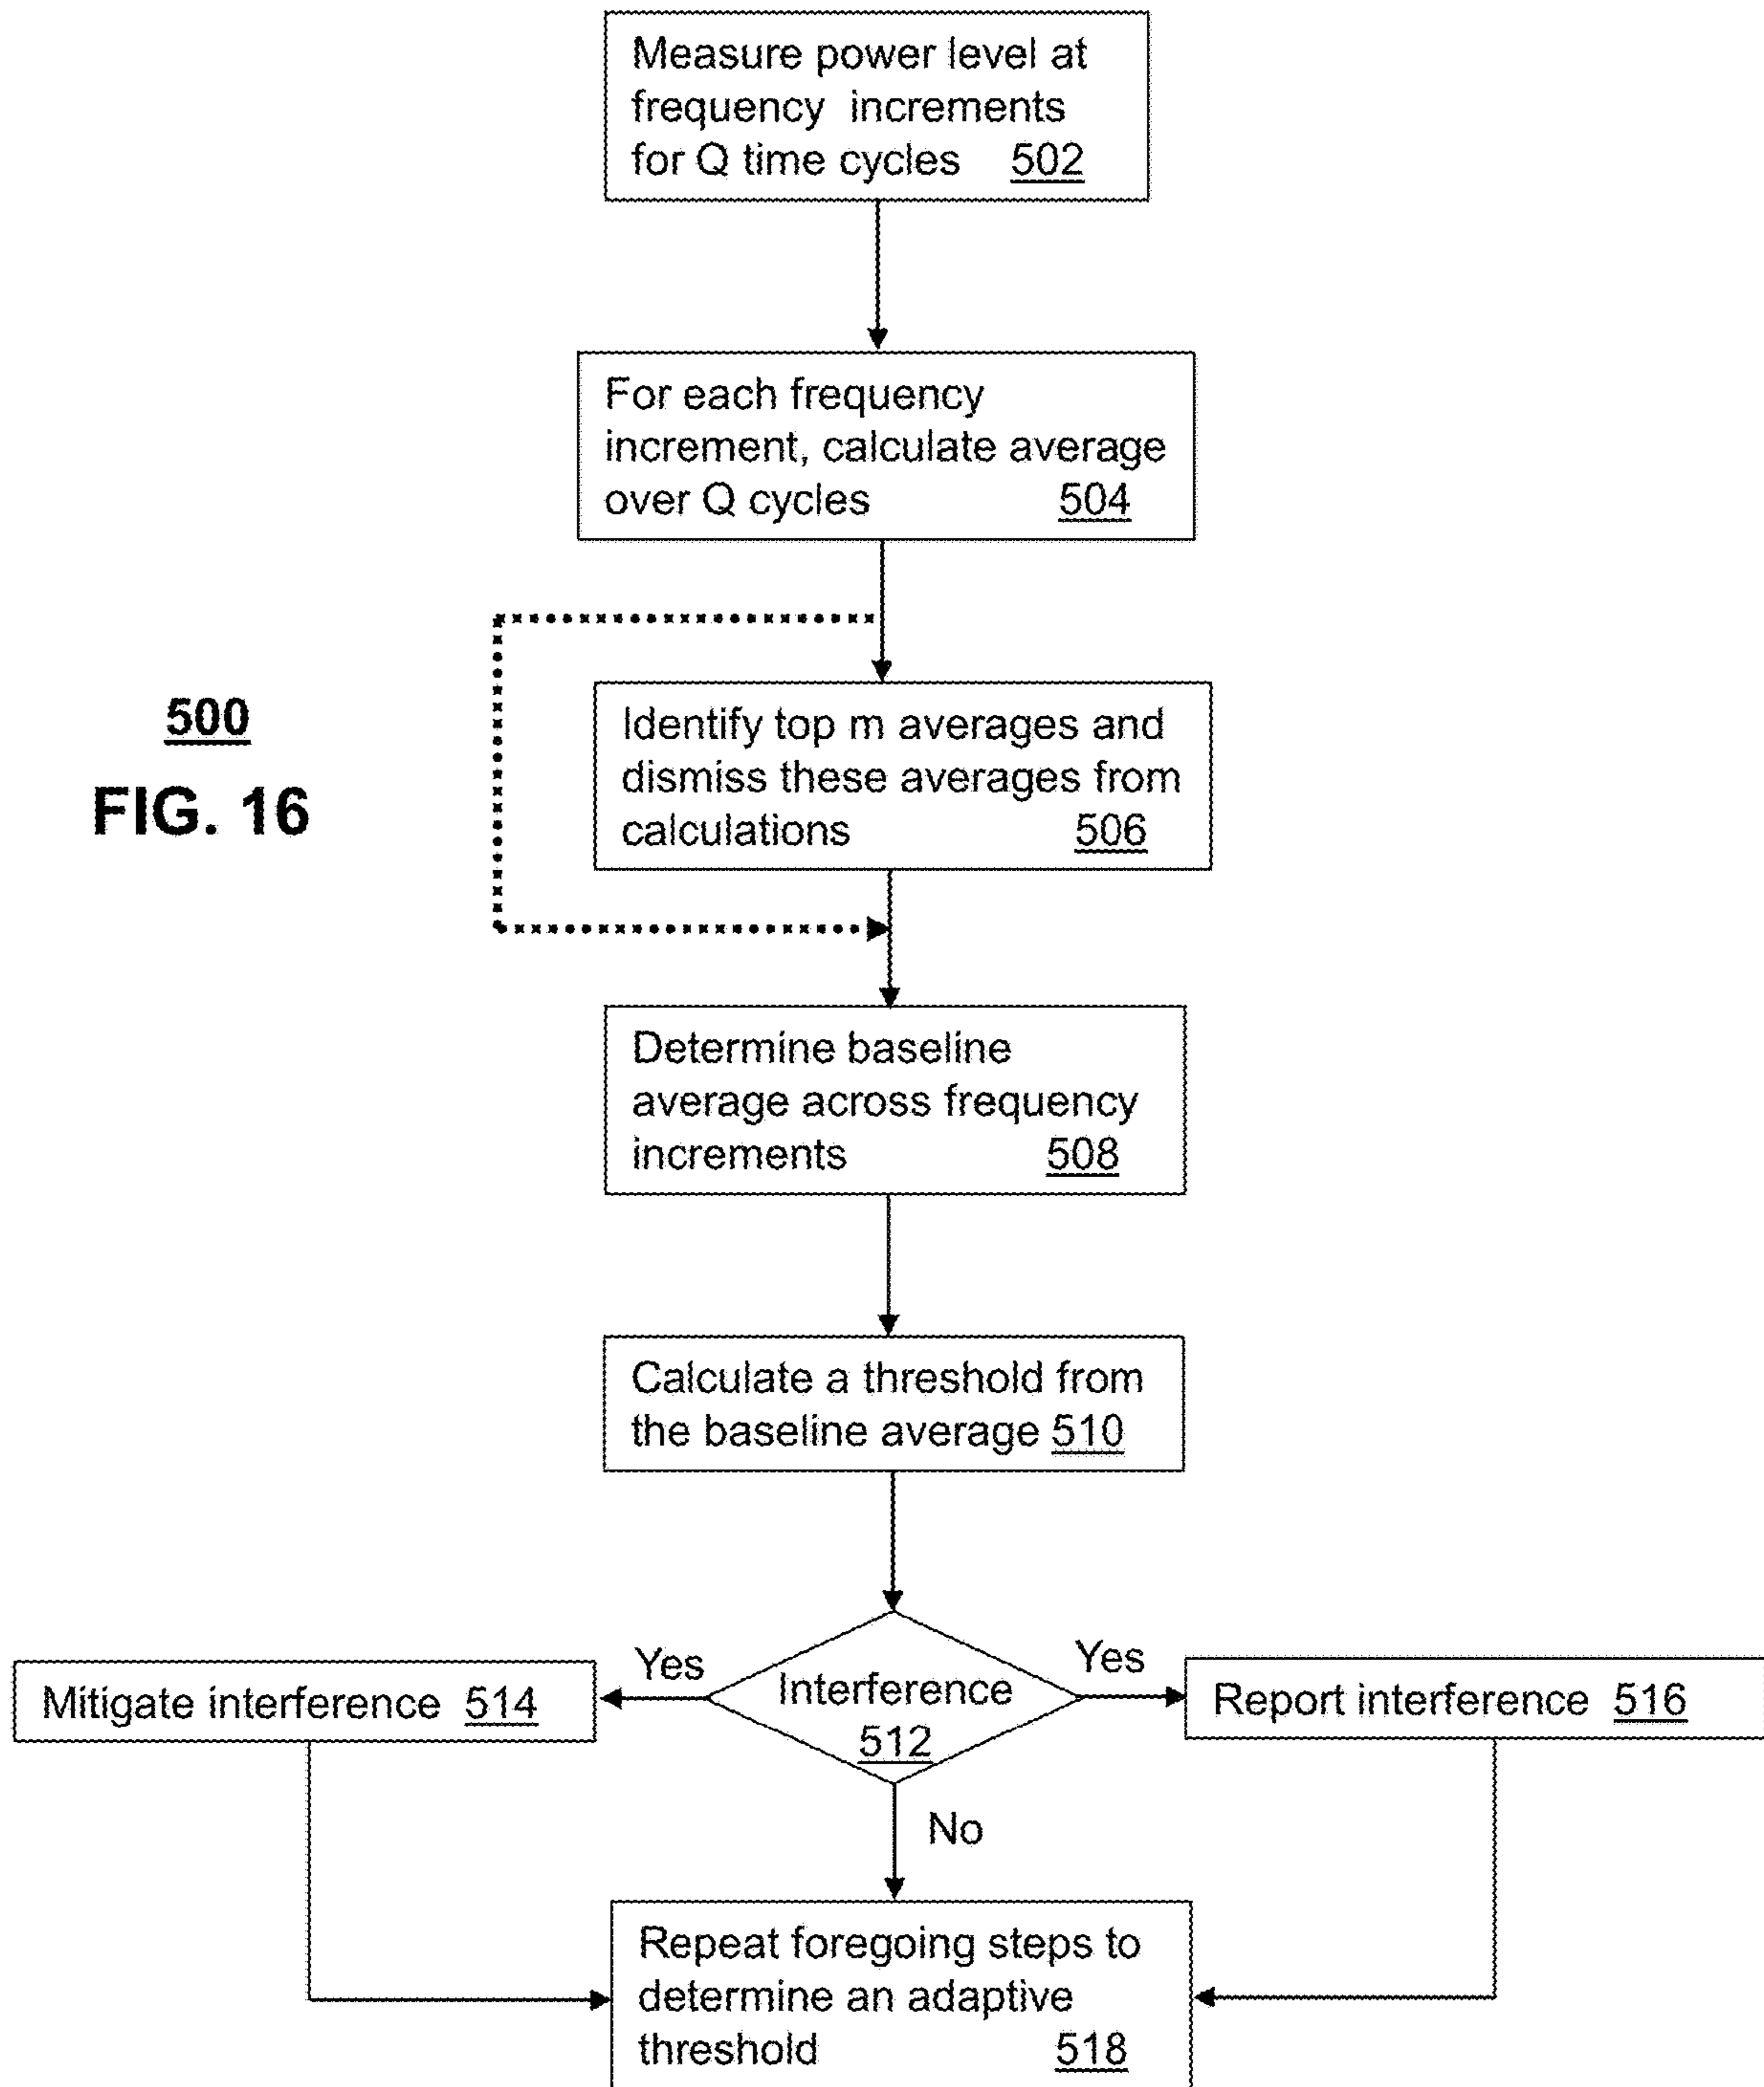 Measure power level at
frequency increments
for Q time cycles 502
For each frequency
increment, calculate average
over Q cycles 504
500
FIG. 16
Identify top m averages and
dismiss these averages from
calculations 506
Determine baseline
average across frequency
increments 508
Calculate a threshold from
the baseline average 510
Yes
Yes
Mitigate interference 514
Interference
512
Report interference 516
No
Repeat foregoing steps to
determine an adaptive
threshold 518